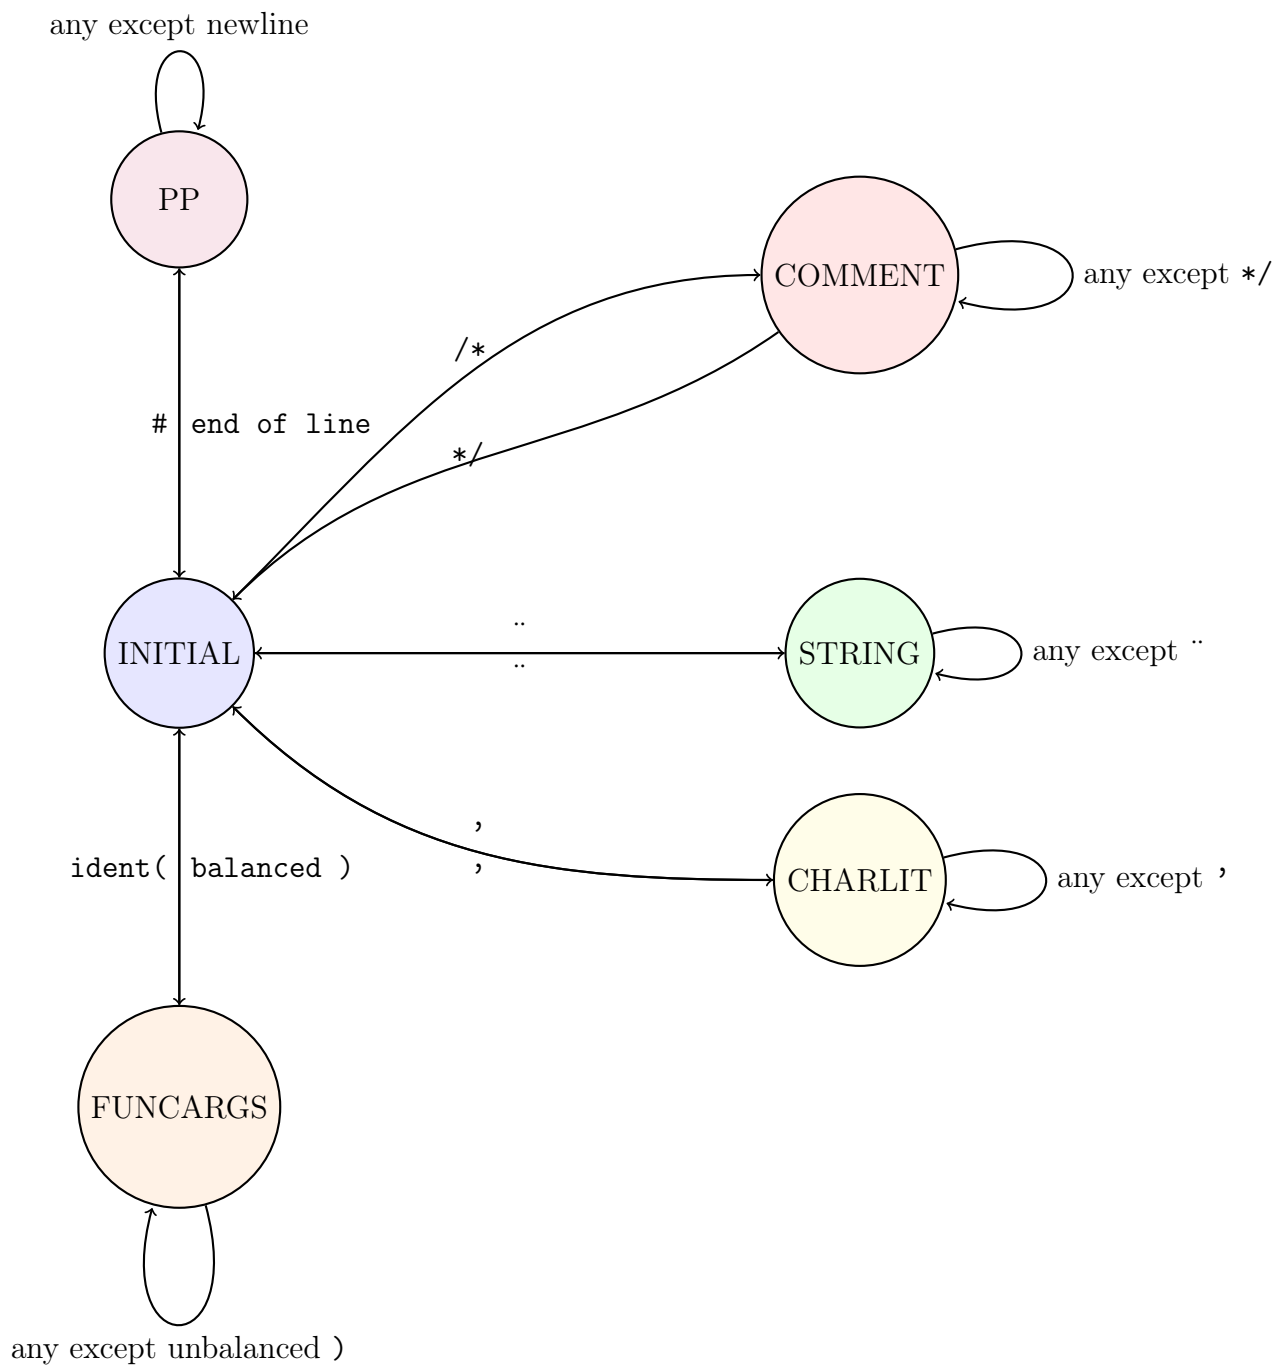 any except newline
PP
COMMENT
any except */
/*
# end of line
*/
INITIAL
¨
¨
STRING
any except ¨
'
'
ident( balanced )
CHARLIT
any except '
FUNCARGS
any except unbalanced )